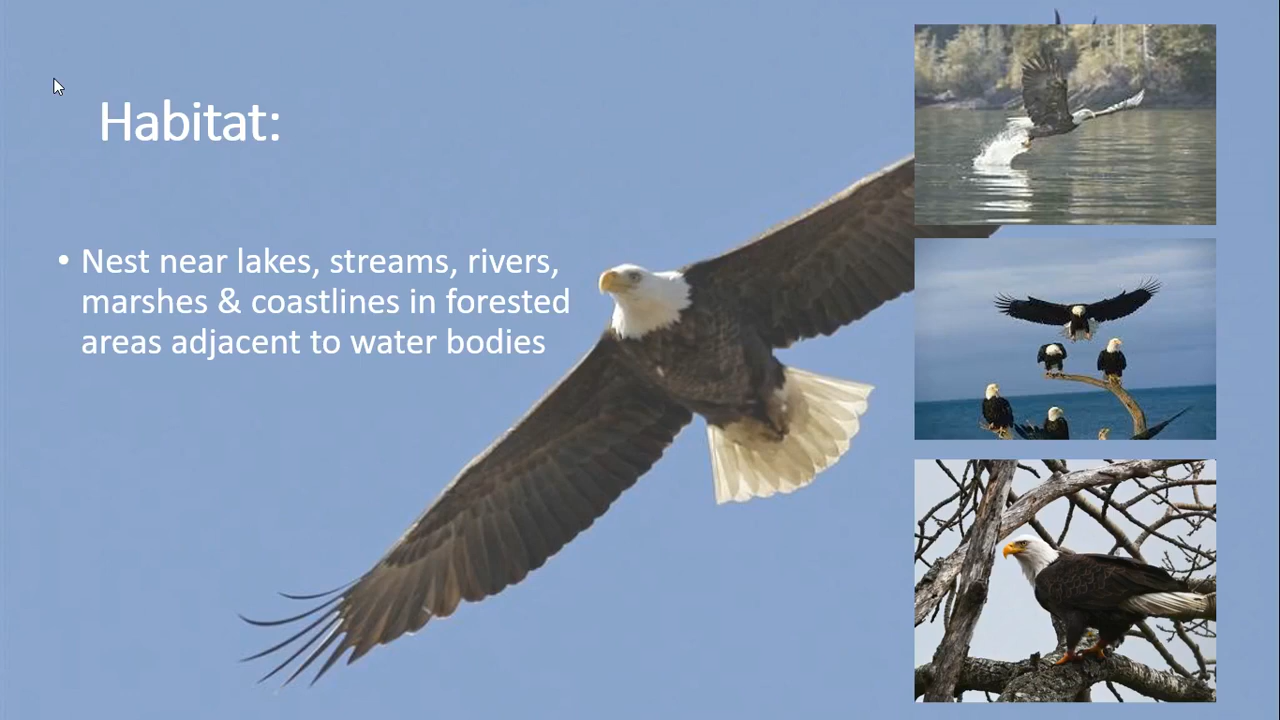 Habitat:
• Nest near lakes, streams, rivers,
marshes & coastlines in forested
areas adjacent to water bodies